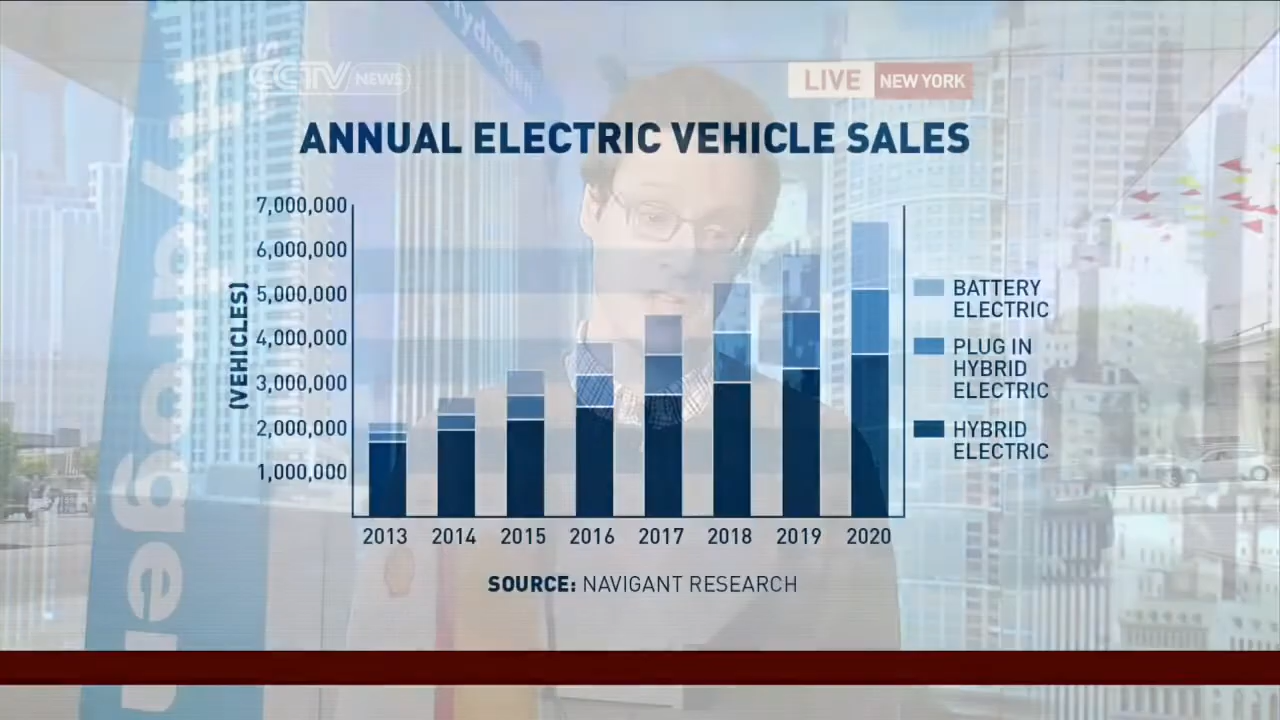 Hydrogen
CCTV NEWS
LIVE NEW YORK
ANNUAL ELECTRIC VEHICLE SALES
7,000,000
6,000,000
5,000,000
4,000,000
3,000,000
2,000,000
1,000,000
(VEHICLES)
BATTERY
ELECTRIC
PLUG IN
HYBRID
ELECTRIC
HYBRID
ELECTRIC
2013 2014 2015 2016 2017 2018 2019 2020
SOURCE: NAVIGANT RESEARCH
Hydrogen